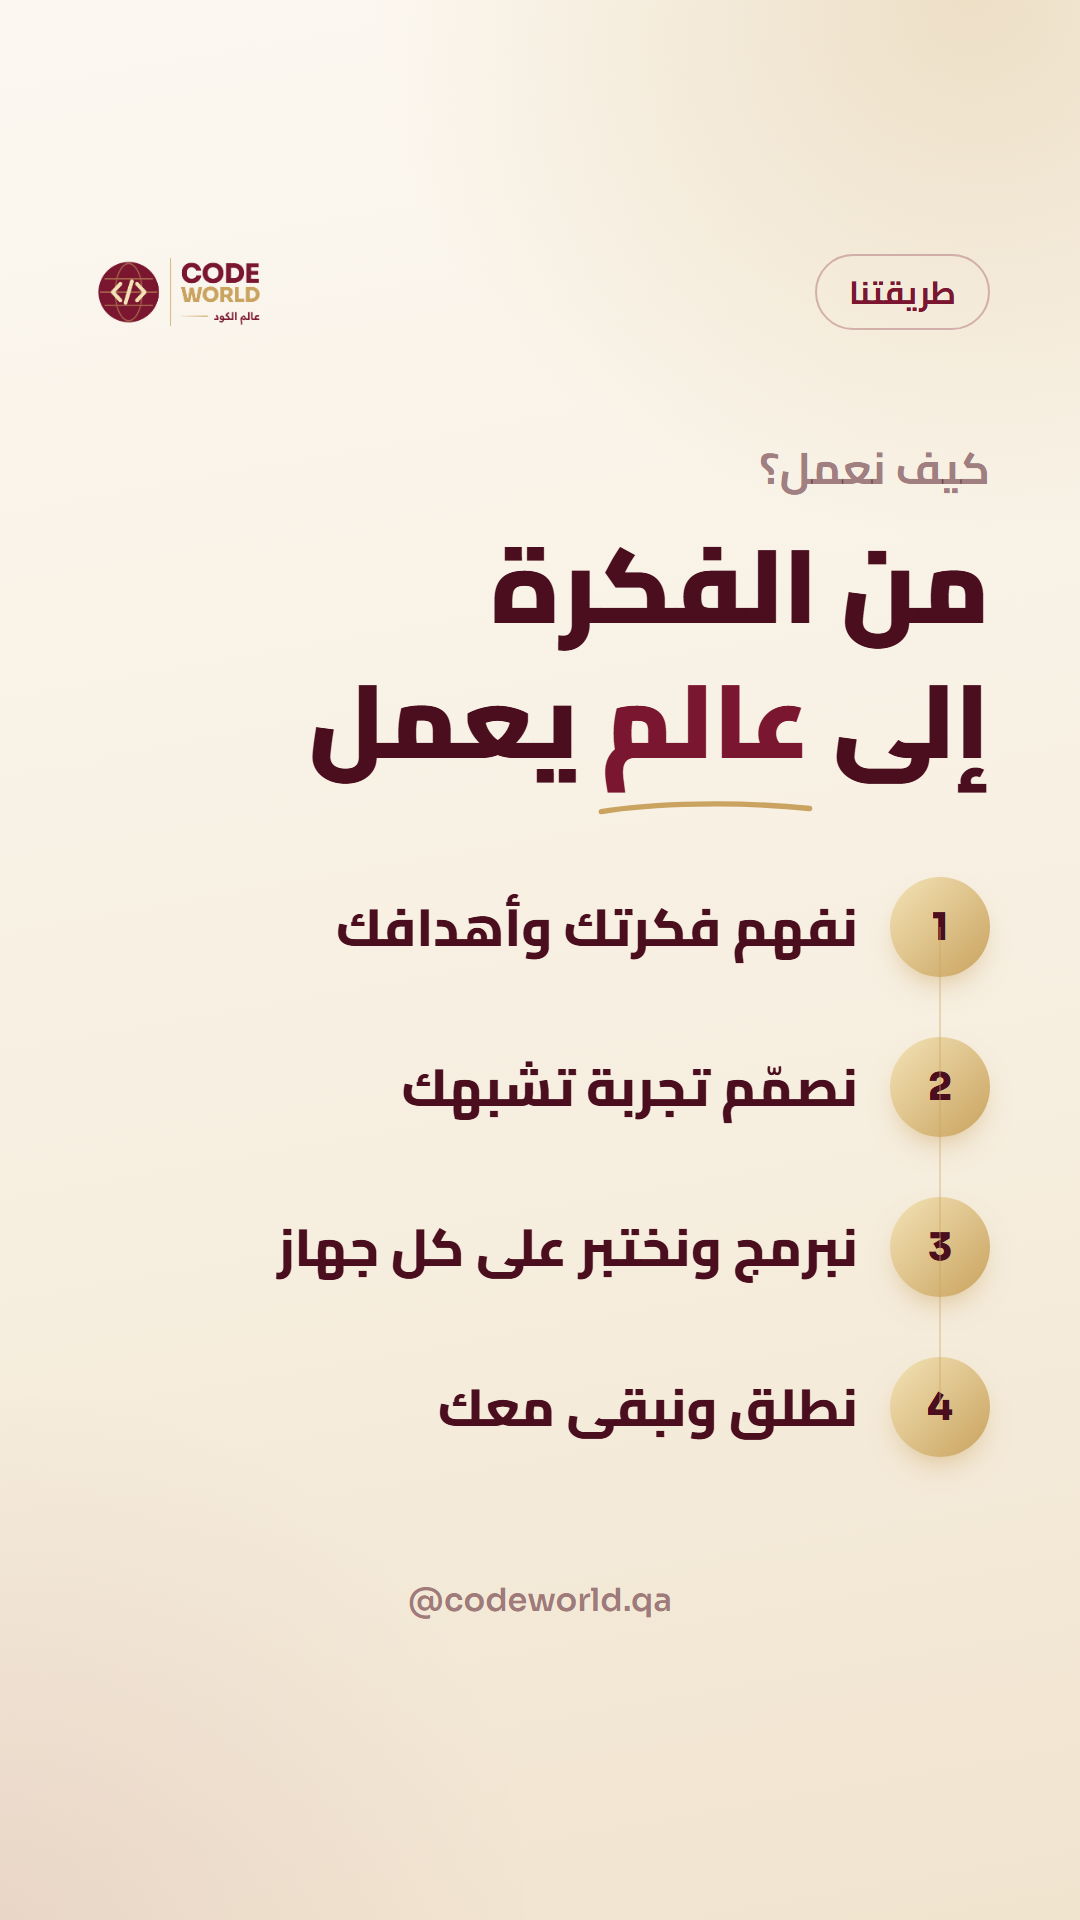 طريقتنا
CODE
WORLD
عالم الكود
كيف نعمل؟
من الفكرة
إلى عالم يعمل
1 نفهم فكرتك وأهدافك
2 نصمّم تجربة تشبهك
3 نبرمج ونختبر على كل جهاز
4 نطلق ونبقى معك
@codeworld.qa